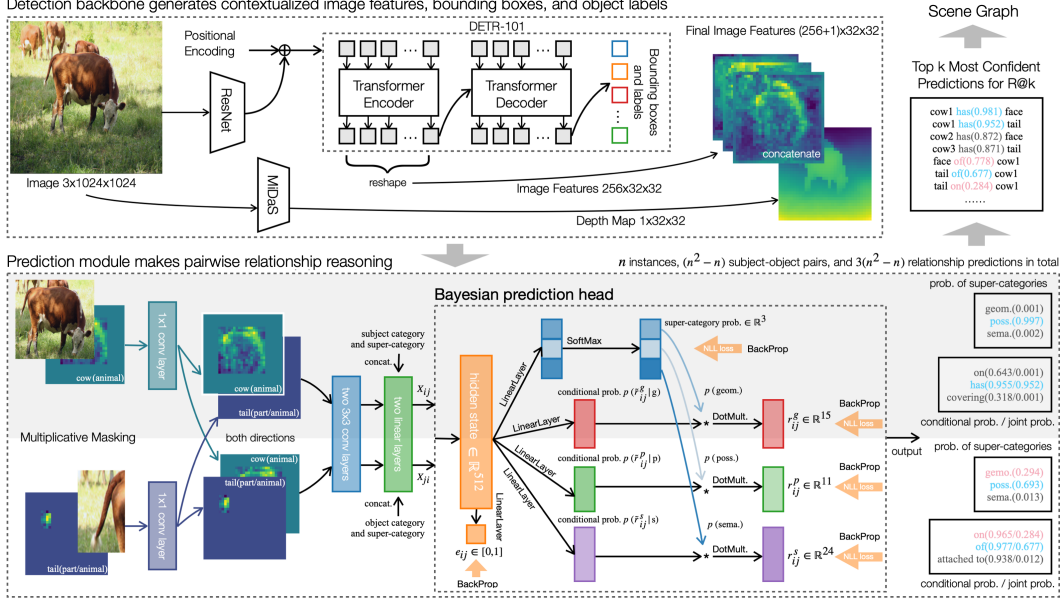 Detection backbone generates contextualized image features, bounding boxes, and object labels
Image 3x1024x1024
Positional
Encoding
ResNet
MiDaS
DETR-101
Transformer
Encoder
Transformer
Decoder
Bounding boxes
and labels
reshape
Image Features 256x32x32
Depth Map 1x32x32
Final Image Features (256+1)x32x32
concatenate
Scene Graph
Top k Most Confident
Predictions for R@k
cow1 has(0.981) face
cow1 has(0.952) tail
cow2 has(0.872) face
cow3 has(0.871) tail
face of(0.778) cow1
tail of(0.677) cow1
tail on(0.284) cow1
......
Prediction module makes pairwise relationship reasoning
n instances, (n² − n) subject-object pairs, and 3(n² − n) relationship predictions in total
cow(animal)
1x1 conv layer
cow(animal)
tail(part/animal)
Multiplicative Masking
both directions
cow(animal)
tail(part/animal)
tail(part/animal)
1x1 conv layer
two 3x3 conv layers
subject category
and super-category
concat.
two linear layers
concat.
object category
and super-category
X_ij
X_ji
Bayesian prediction head
hidden state ∈ ℝ^512
LinearLayer
e_ij ∈ [0,1]
BackProp
LinearLayer
LinearLayer
LinearLayer
LinearLayer
SoftMax
super-category prob. ∈ ℝ^3
NLL loss
BackProp
conditional prob. p (r̃^g_ij | g)
p (geom.)
* DotMult.
r^g_ij ∈ ℝ^15
BackProp
NLL loss
conditional prob. p (r̃^p_ij | p)
p (poss.)
* DotMult.
r^p_ij ∈ ℝ^11
BackProp
NLL loss
conditional prob. p (r̃^s_ij | s)
p (sema.)
* DotMult.
r^s_ij ∈ ℝ^24
BackProp
NLL loss
output
prob. of super-categories
geom.(0.001)
poss.(0.997)
sema.(0.002)
on(0.643/0.001)
has(0.955/0.952)
covering(0.318/0.001)
conditional prob. / joint prob.
prob. of super-categories
gemo.(0.294)
poss.(0.693)
sema.(0.013)
on(0.965/0.284)
of(0.977/0.677)
attached to(0.938/0.012)
conditional prob. / joint prob.